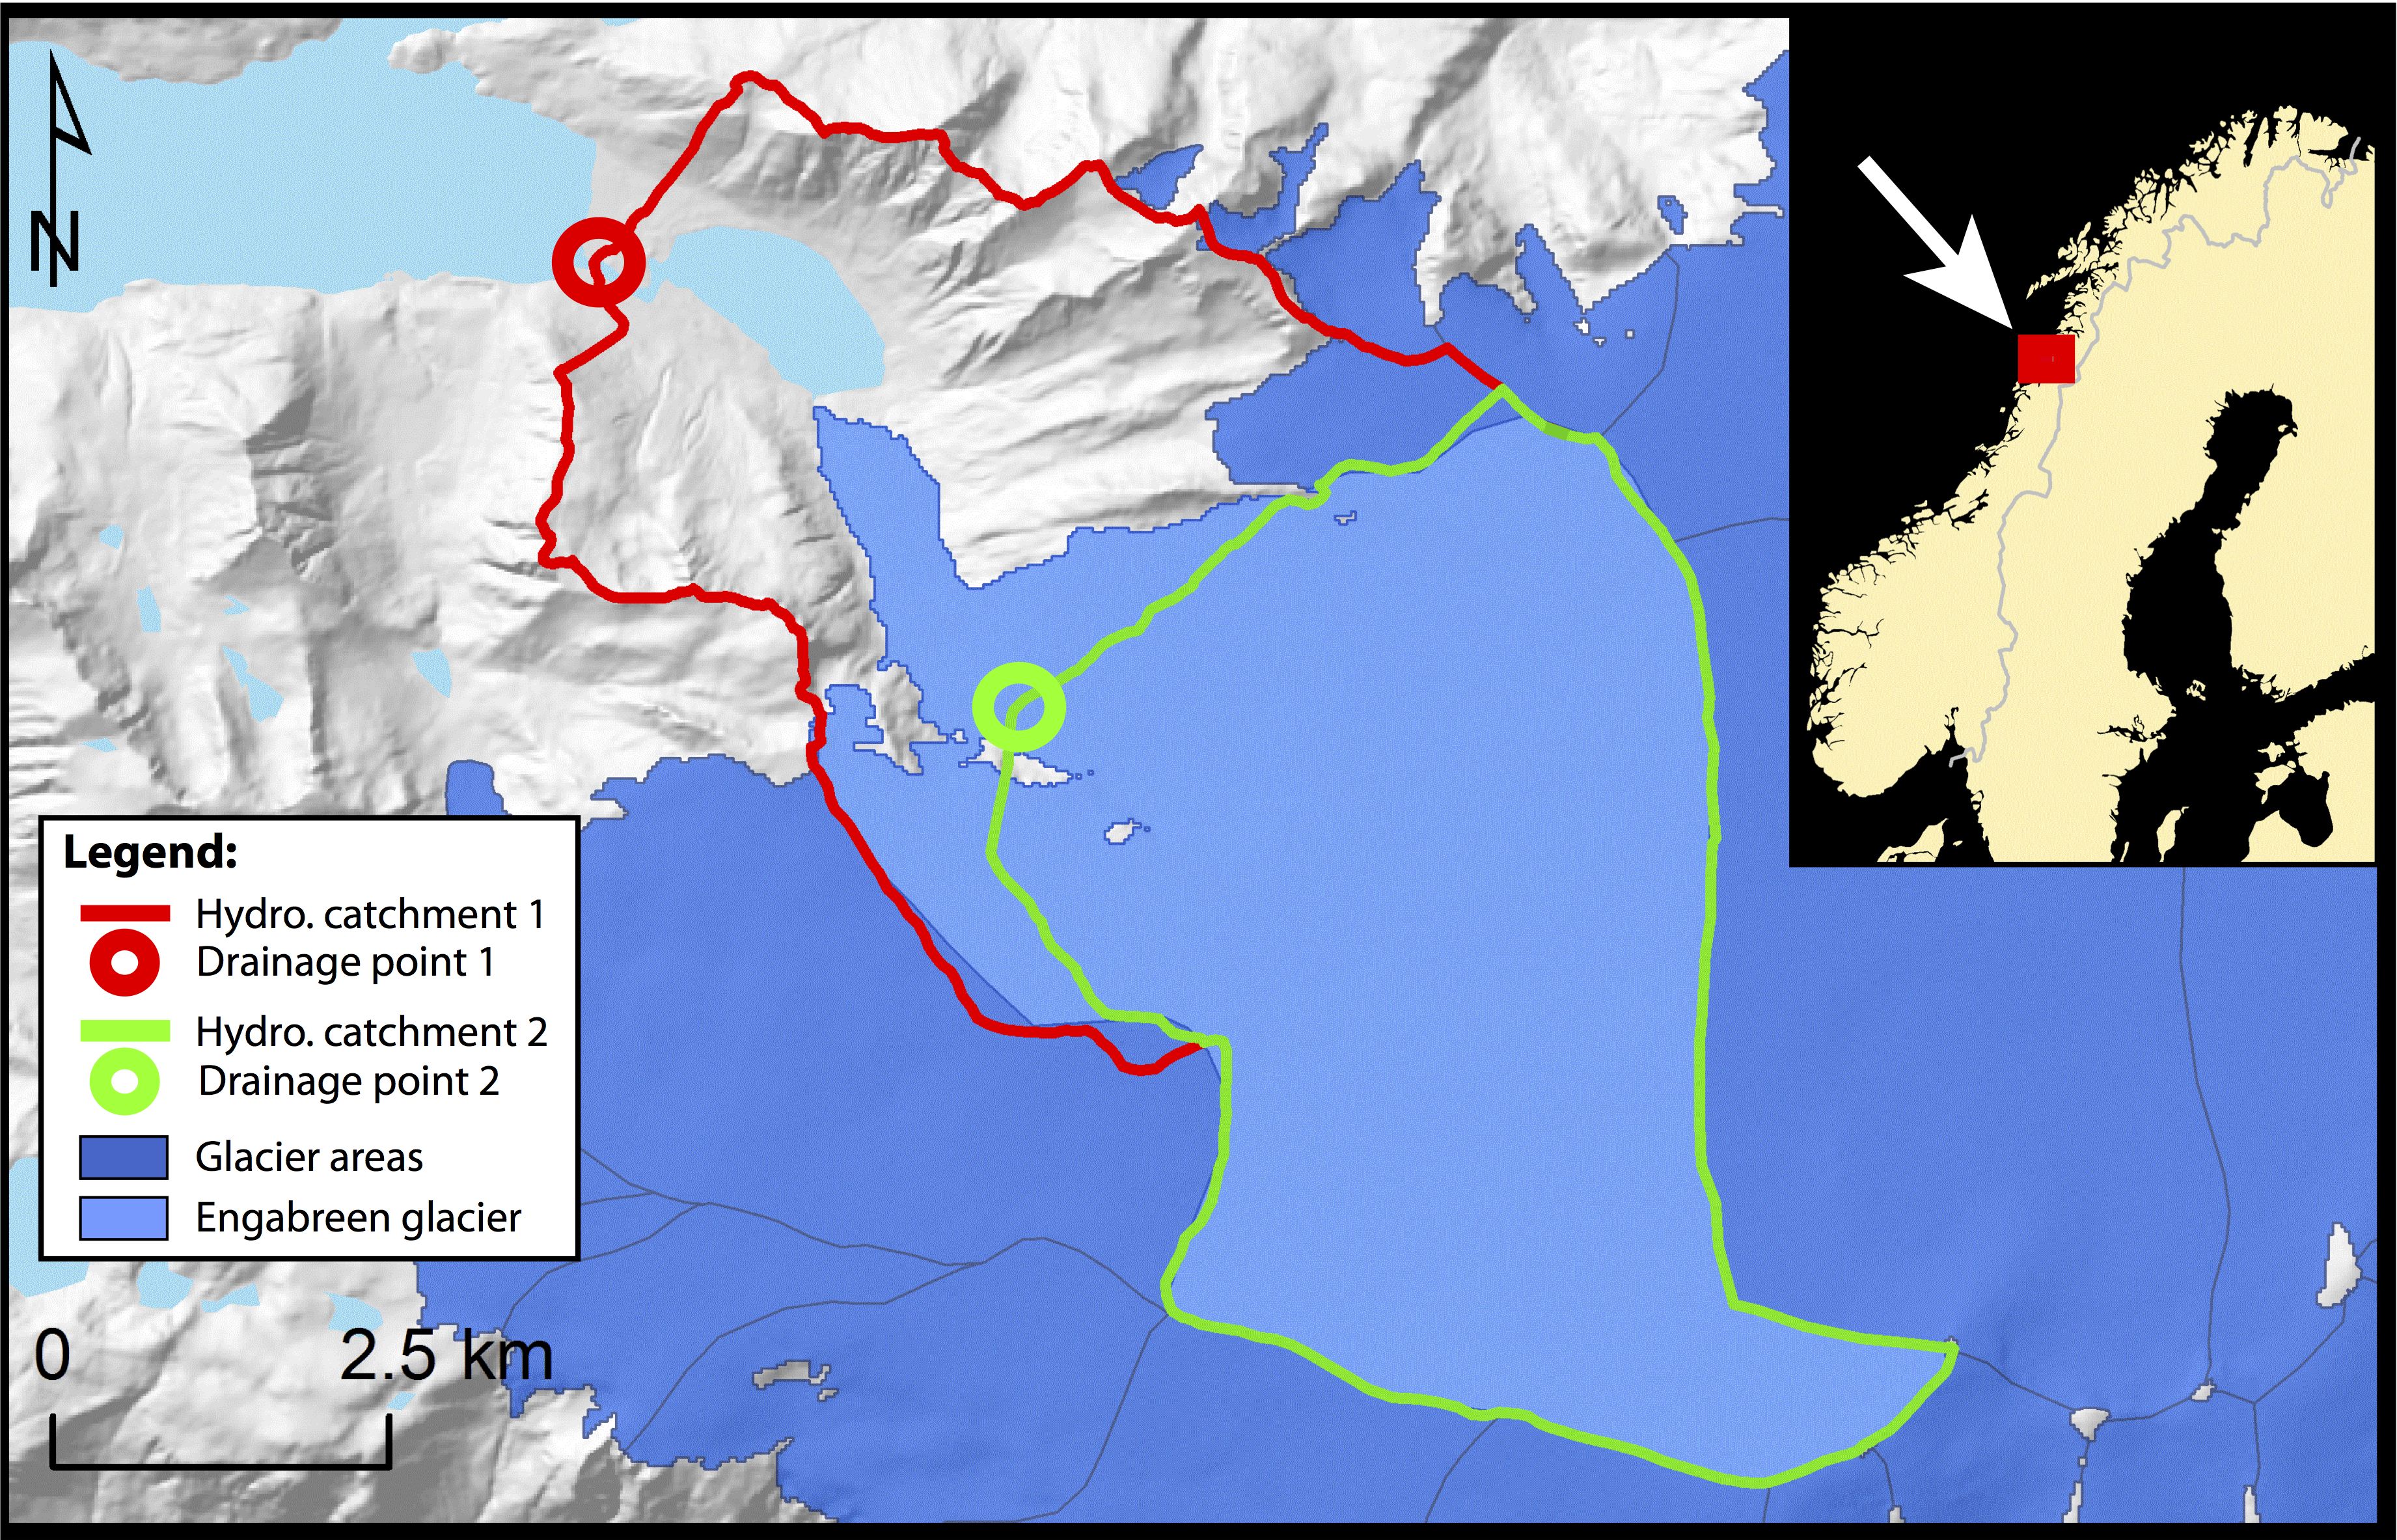 N
Legend:
Hydro. catchment 1
Drainage point 1
Hydro. catchment 2
Drainage point 2
Glacier areas
Engabreen glacier
0 2.5 km